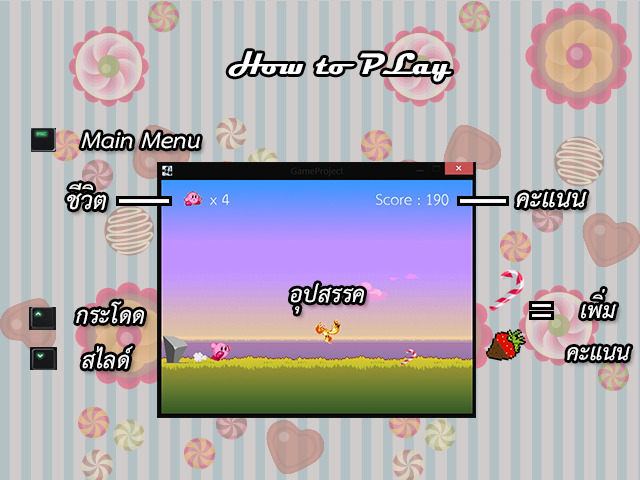 How to PLay
Main Menu
GameProject
ชีวิต
x 4
Score : 190
คะแนน
อุปสรรค
กระโดด
สไลด์
=
เพิ่ม
คะแนน